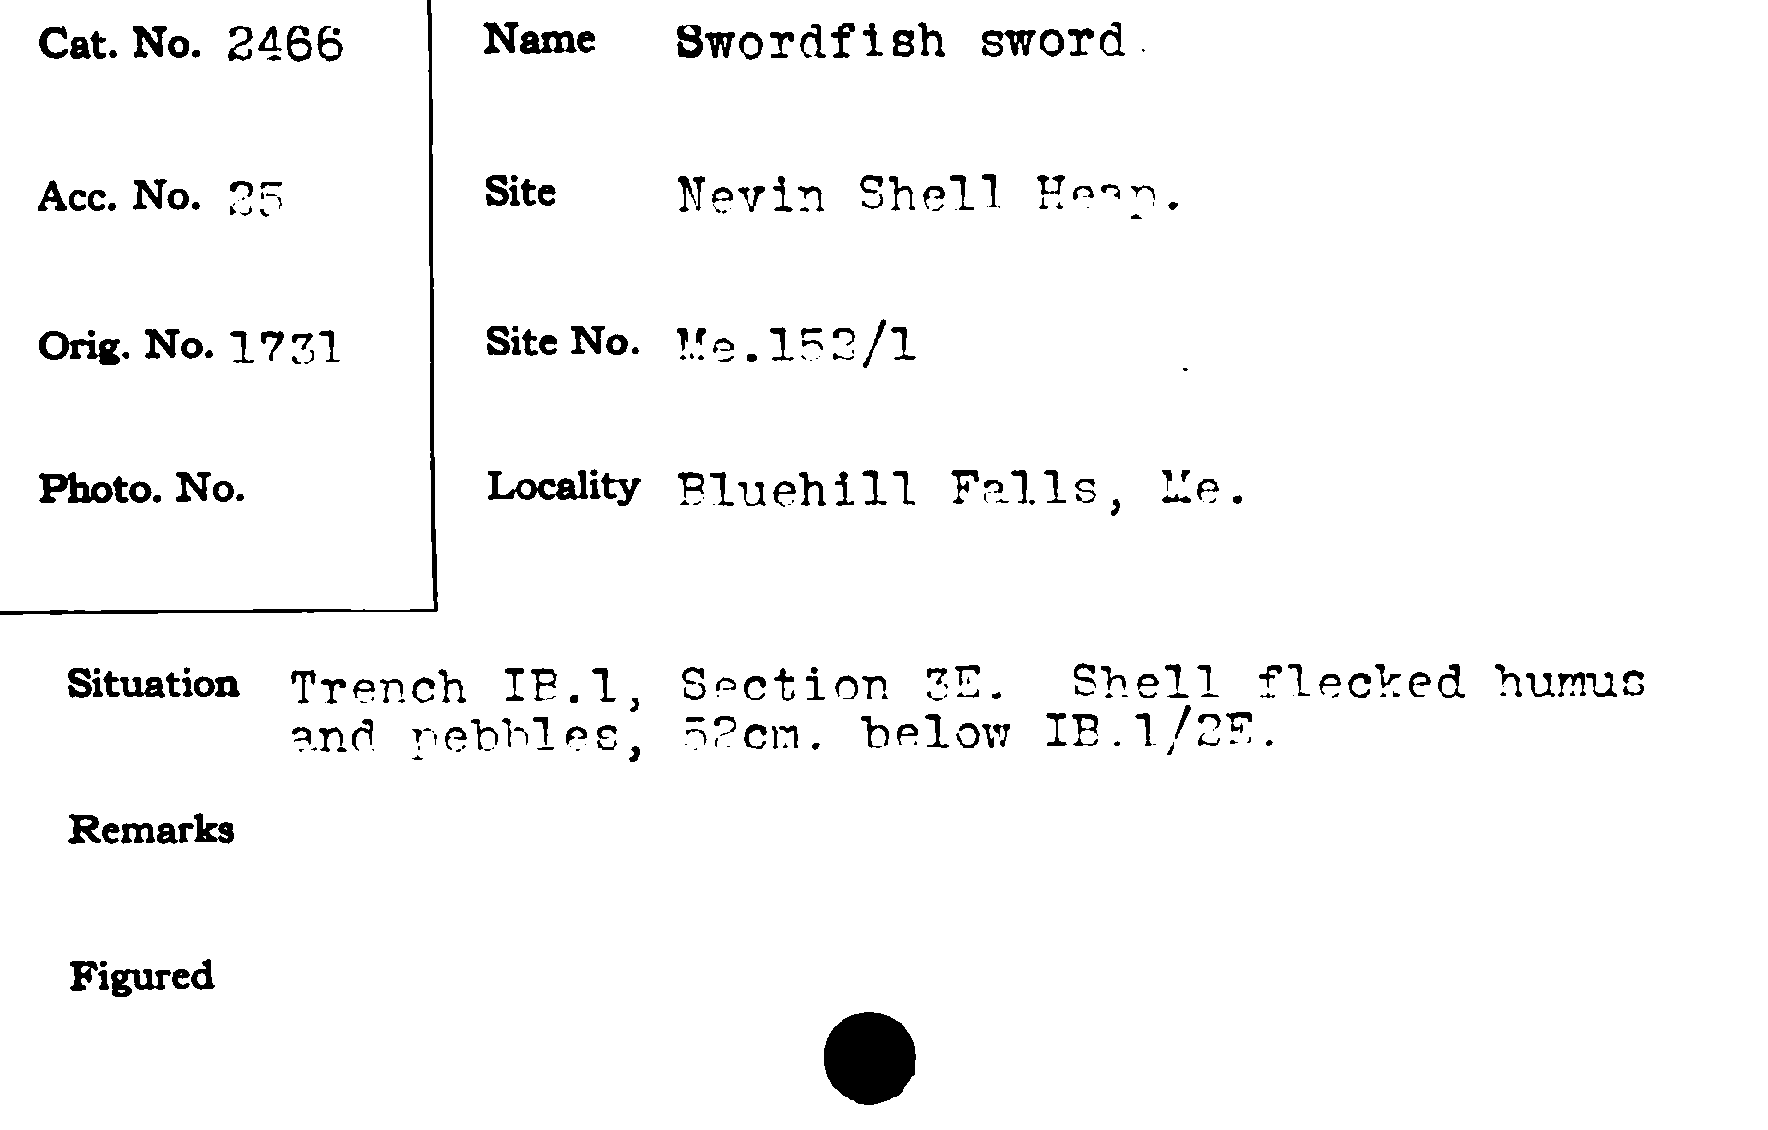 Cat. No. 2466
Name Swordfish sword.
Acc. No. 25
Site Nevin Shell Heap.
Orig. No. 1731
Site No. Me.152/1
Photo. No.
Locality Bluehill Falls, Me.
Situation Trench IB.1, Section 3E. Shell flecked humus
and pebbles, 52cm. below IB.1/2E.
Remarks
Figured